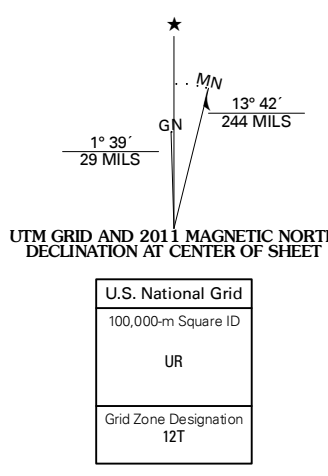 ★
MN
13° 42´
244 MILS
GN
1° 39´
29 MILS
UTM GRID AND 2011 MAGNETIC NORTH
DECLINATION AT CENTER OF SHEET
U.S. National Grid
100,000-m Square ID
UR
Grid Zone Designation
12T